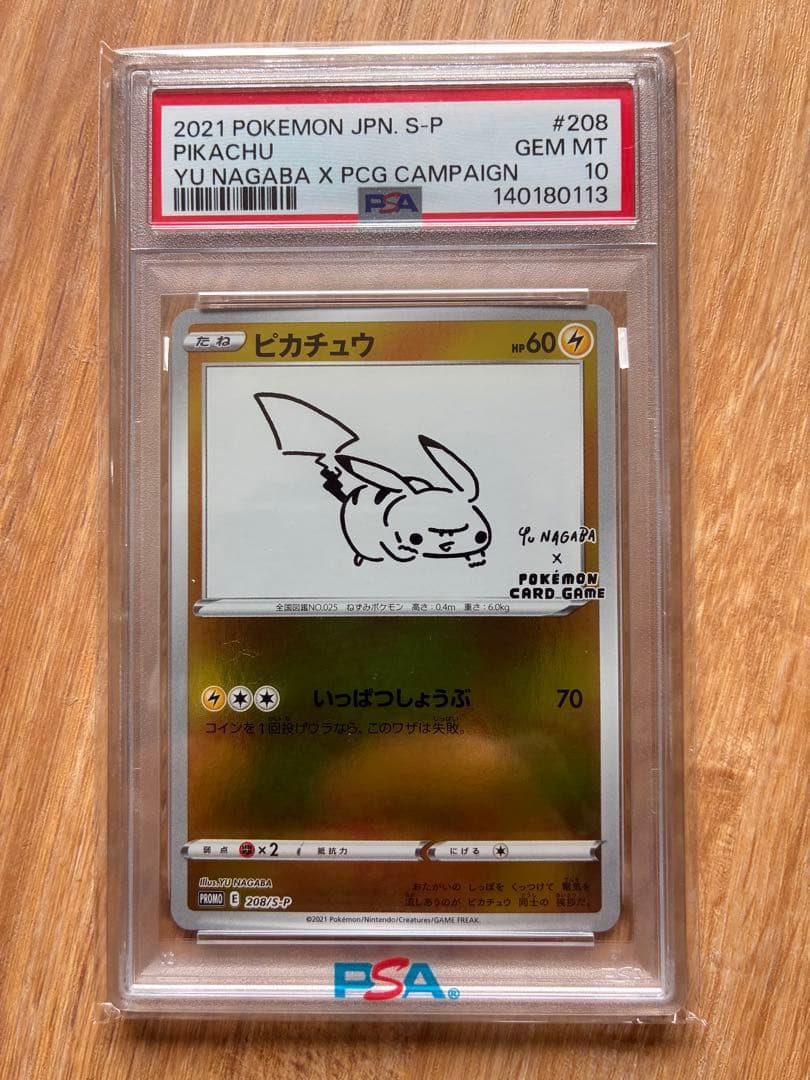 2021 POKEMON JPN. S-P #208
PIKACHU GEM MT
YU NAGABA X PCG CAMPAIGN 10
PSA 140180113
たね ピカチュウ HP60
YU NAGABA
X
POKÉMON
CARD GAME
全国図鑑NO.025 ねずみポケモン 高さ:0.4m 重さ:6.0kg
いっぱつしょうぶ 70
コインを1回投げウラなら、このワザは失敗。
弱点 ×2 抵抗力 にげる
Illus.YU NAGABA
PROMO E 208/S-P
おたがいの しっぽを くっつけて 電気を
流しあうのが ピカチュウ 同士の 挨拶だ。
©2021 Pokémon/Nintendo/Creatures/GAME FREAK.
PSA®